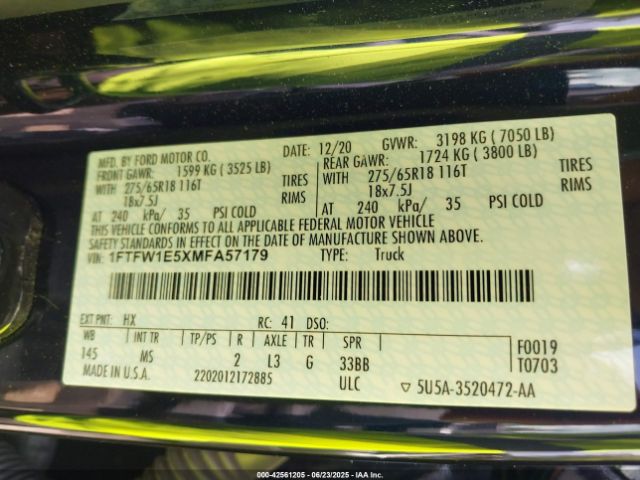 MFD. BY FORD MOTOR CO. DATE: 12/20 GVWR: 3198 KG ( 7050 LB)
FRONT GAWR: 1599 KG ( 3525 LB) REAR GAWR: 1724 KG ( 3800 LB)
WITH 275/65R18 116T TIRES WITH 275/65R18 116T TIRES
18x7.5J RIMS 18x7.5J RIMS
AT 240 kPa/ 35 PSI COLD AT 240 kPa/ 35 PSI COLD
THIS VEHICLE CONFORMS TO ALL APPLICABLE FEDERAL MOTOR VEHICLE
SAFETY STANDARDS IN EFFECT ON THE DATE OF MANUFACTURE SHOWN ABOVE.
VIN: 1FTFW1E5XMFA57179 TYPE: Truck
EXT PNT: HX RC: 41 DSO:
WB INT TR TP/PS R AXLE TR SPR F0019
145 MS 2 L3 G 33BB T0703
MADE IN U.S.A. 2202012172885 ULC 5U5A-3520472-AA
000-42561205 - 06/23/2025 - IAAI.COM